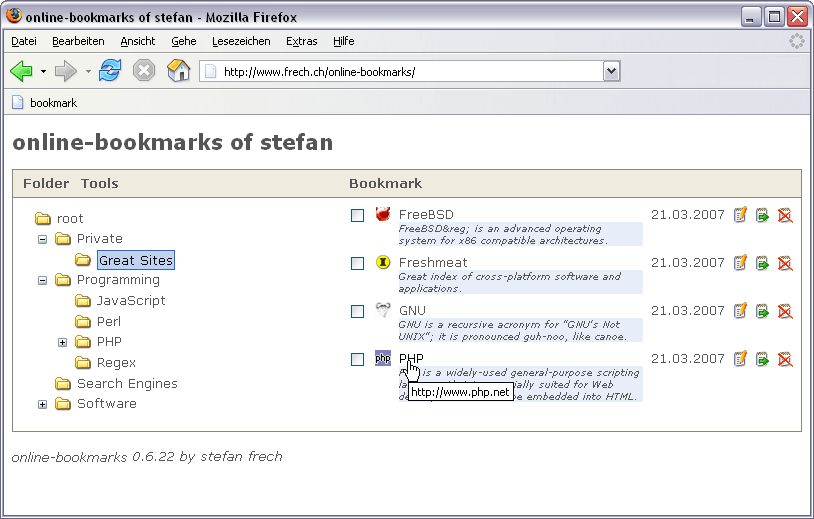 online-bookmarks of stefan - Mozilla Firefox
Datei Bearbeiten Ansicht Gehe Lesezeichen Extras Hilfe
http://www.frech.ch/online-bookmarks/
bookmark
online-bookmarks of stefan
Folder Tools Bookmark
root
Private
Great Sites
Programming
JavaScript
Perl
PHP
Regex
Search Engines
Software
FreeBSD 21.03.2007
FreeBSD&reg; is an advanced operating
system for x86 compatible architectures.
Freshmeat 21.03.2007
Great index of cross-platform software and
applications.
GNU 21.03.2007
GNU is a recursive acronym for "GNU's Not
UNIX"; it is pronounced guh-noo, like canoe.
php PHP 21.03.2007
is a widely-used general-purpose scripting
suited for Web
embedded into HTML.
http://www.php.net
online-bookmarks 0.6.22 by stefan frech